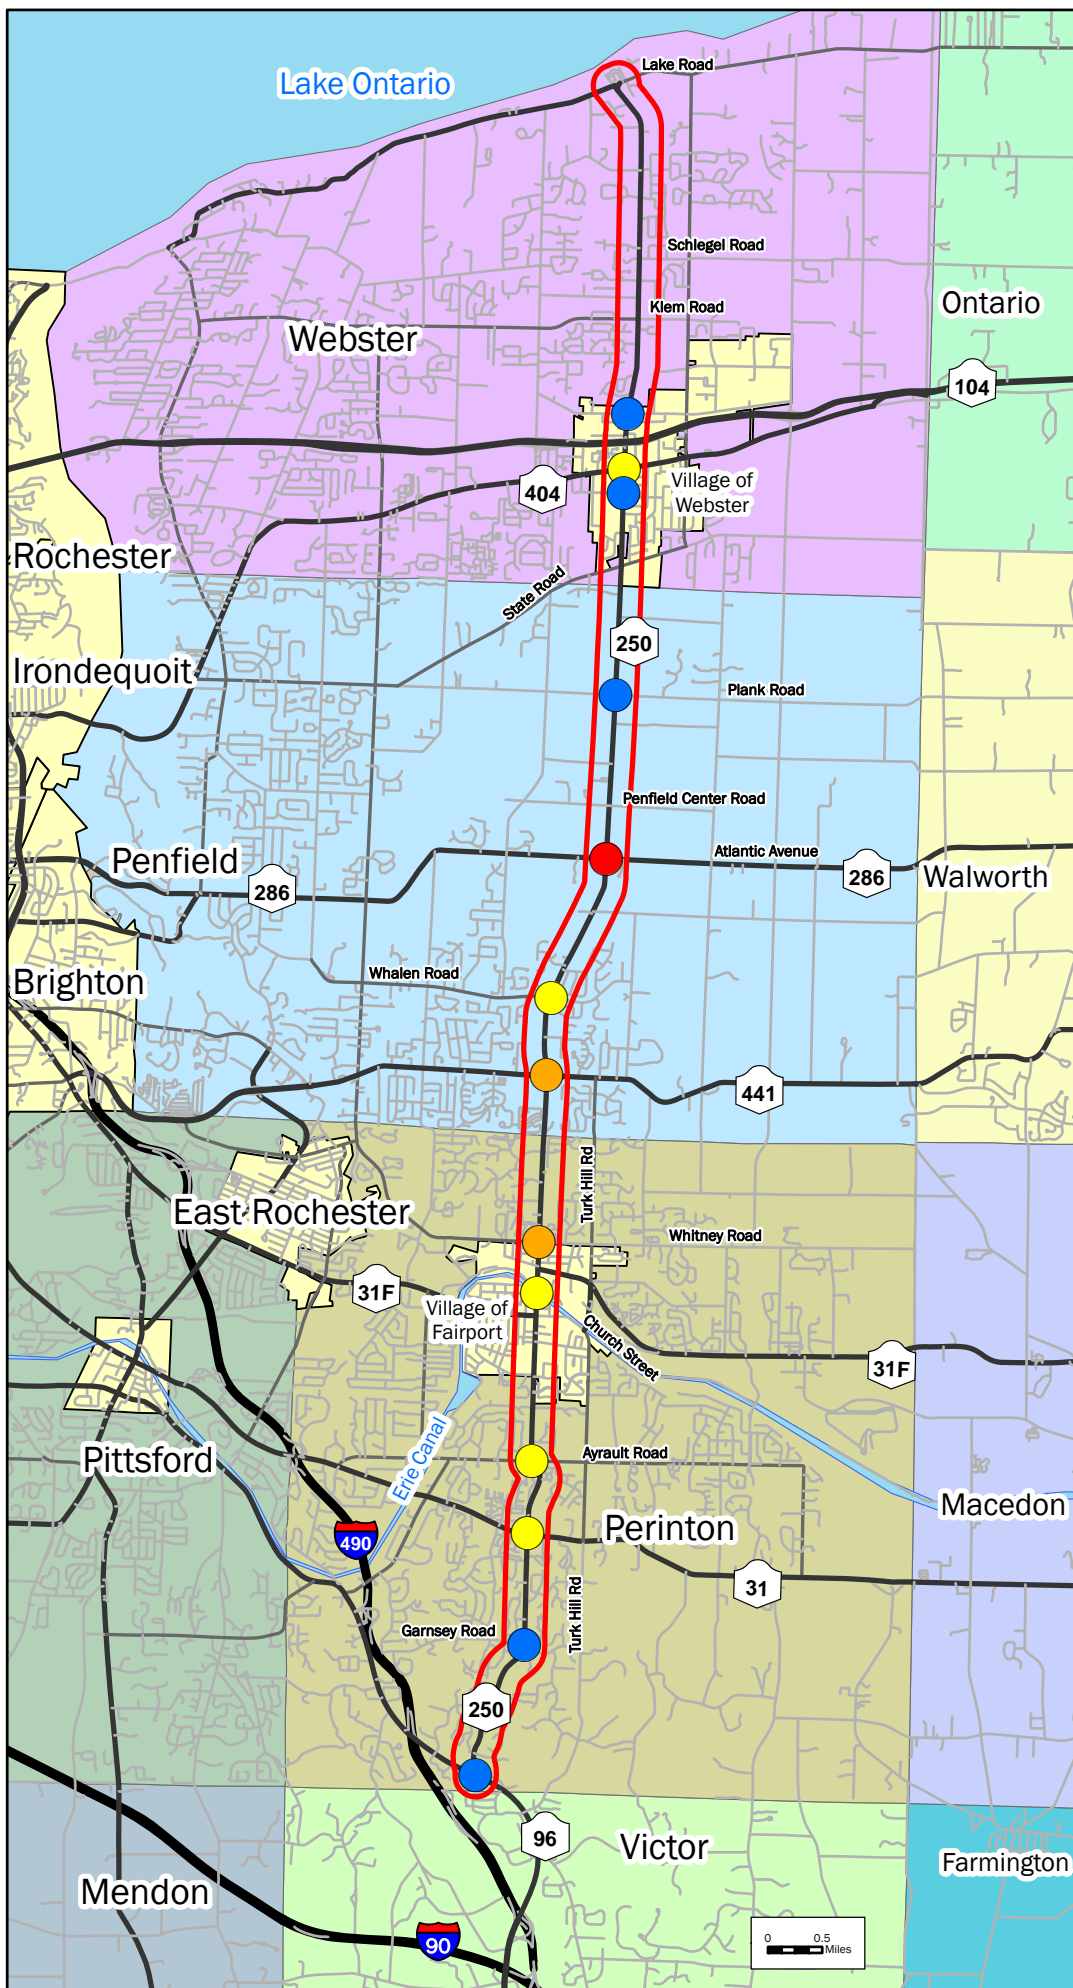 Lake Road
Lake Ontario
Schlegel Road
Ontario
Klem Road
Webster
104
Village of
Webster
404
Rochester
State Road
250
Irondequoit
Plank Road
Penfield Center Road
Atlantic Avenue
Penfield
286
286
Walworth
Whalen Road
Brighton
441
Turk Hill Rd
East Rochester
Whitney Road
31F
Village of
Fairport
Church Street
31F
Erie Canal
Ayrault Road
Pittsford
Macedon
Perinton
490
31
Turk Hill Rd
Garnsey Road
250
96
Victor
Farmington
Mendon
90
0 0.5
Miles